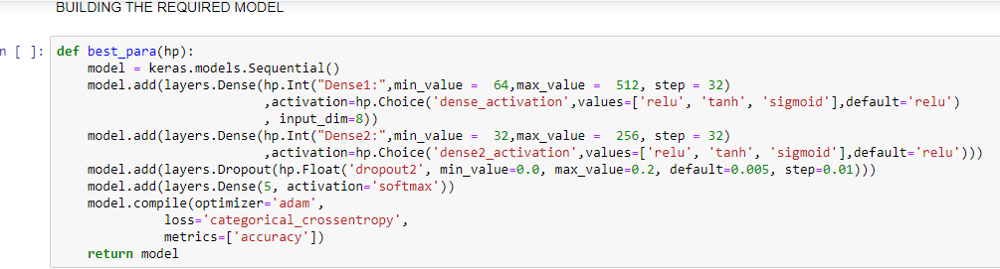 BUILDING THE REQUIRED MODEL
n [ ]: def best_para(hp):
model = keras.models.Sequential()
model.add(layers.Dense(hp.Int("Dense1:",min_value =  64,max_value =  512, step = 32)
,activation=hp.Choice('dense_activation',values=['relu', 'tanh', 'sigmoid'],default='relu')
, input_dim=8))
model.add(layers.Dense(hp.Int("Dense2:",min_value =  32,max_value =  256, step = 32)
,activation=hp.Choice('dense2_activation',values=['relu', 'tanh', 'sigmoid'],default='relu')))
model.add(layers.Dropout(hp.Float('dropout2', min_value=0.0, max_value=0.2, default=0.005, step=0.01)))
model.add(layers.Dense(5, activation='softmax'))
model.compile(optimizer='adam',
loss='categorical_crossentropy',
metrics=['accuracy'])
return model